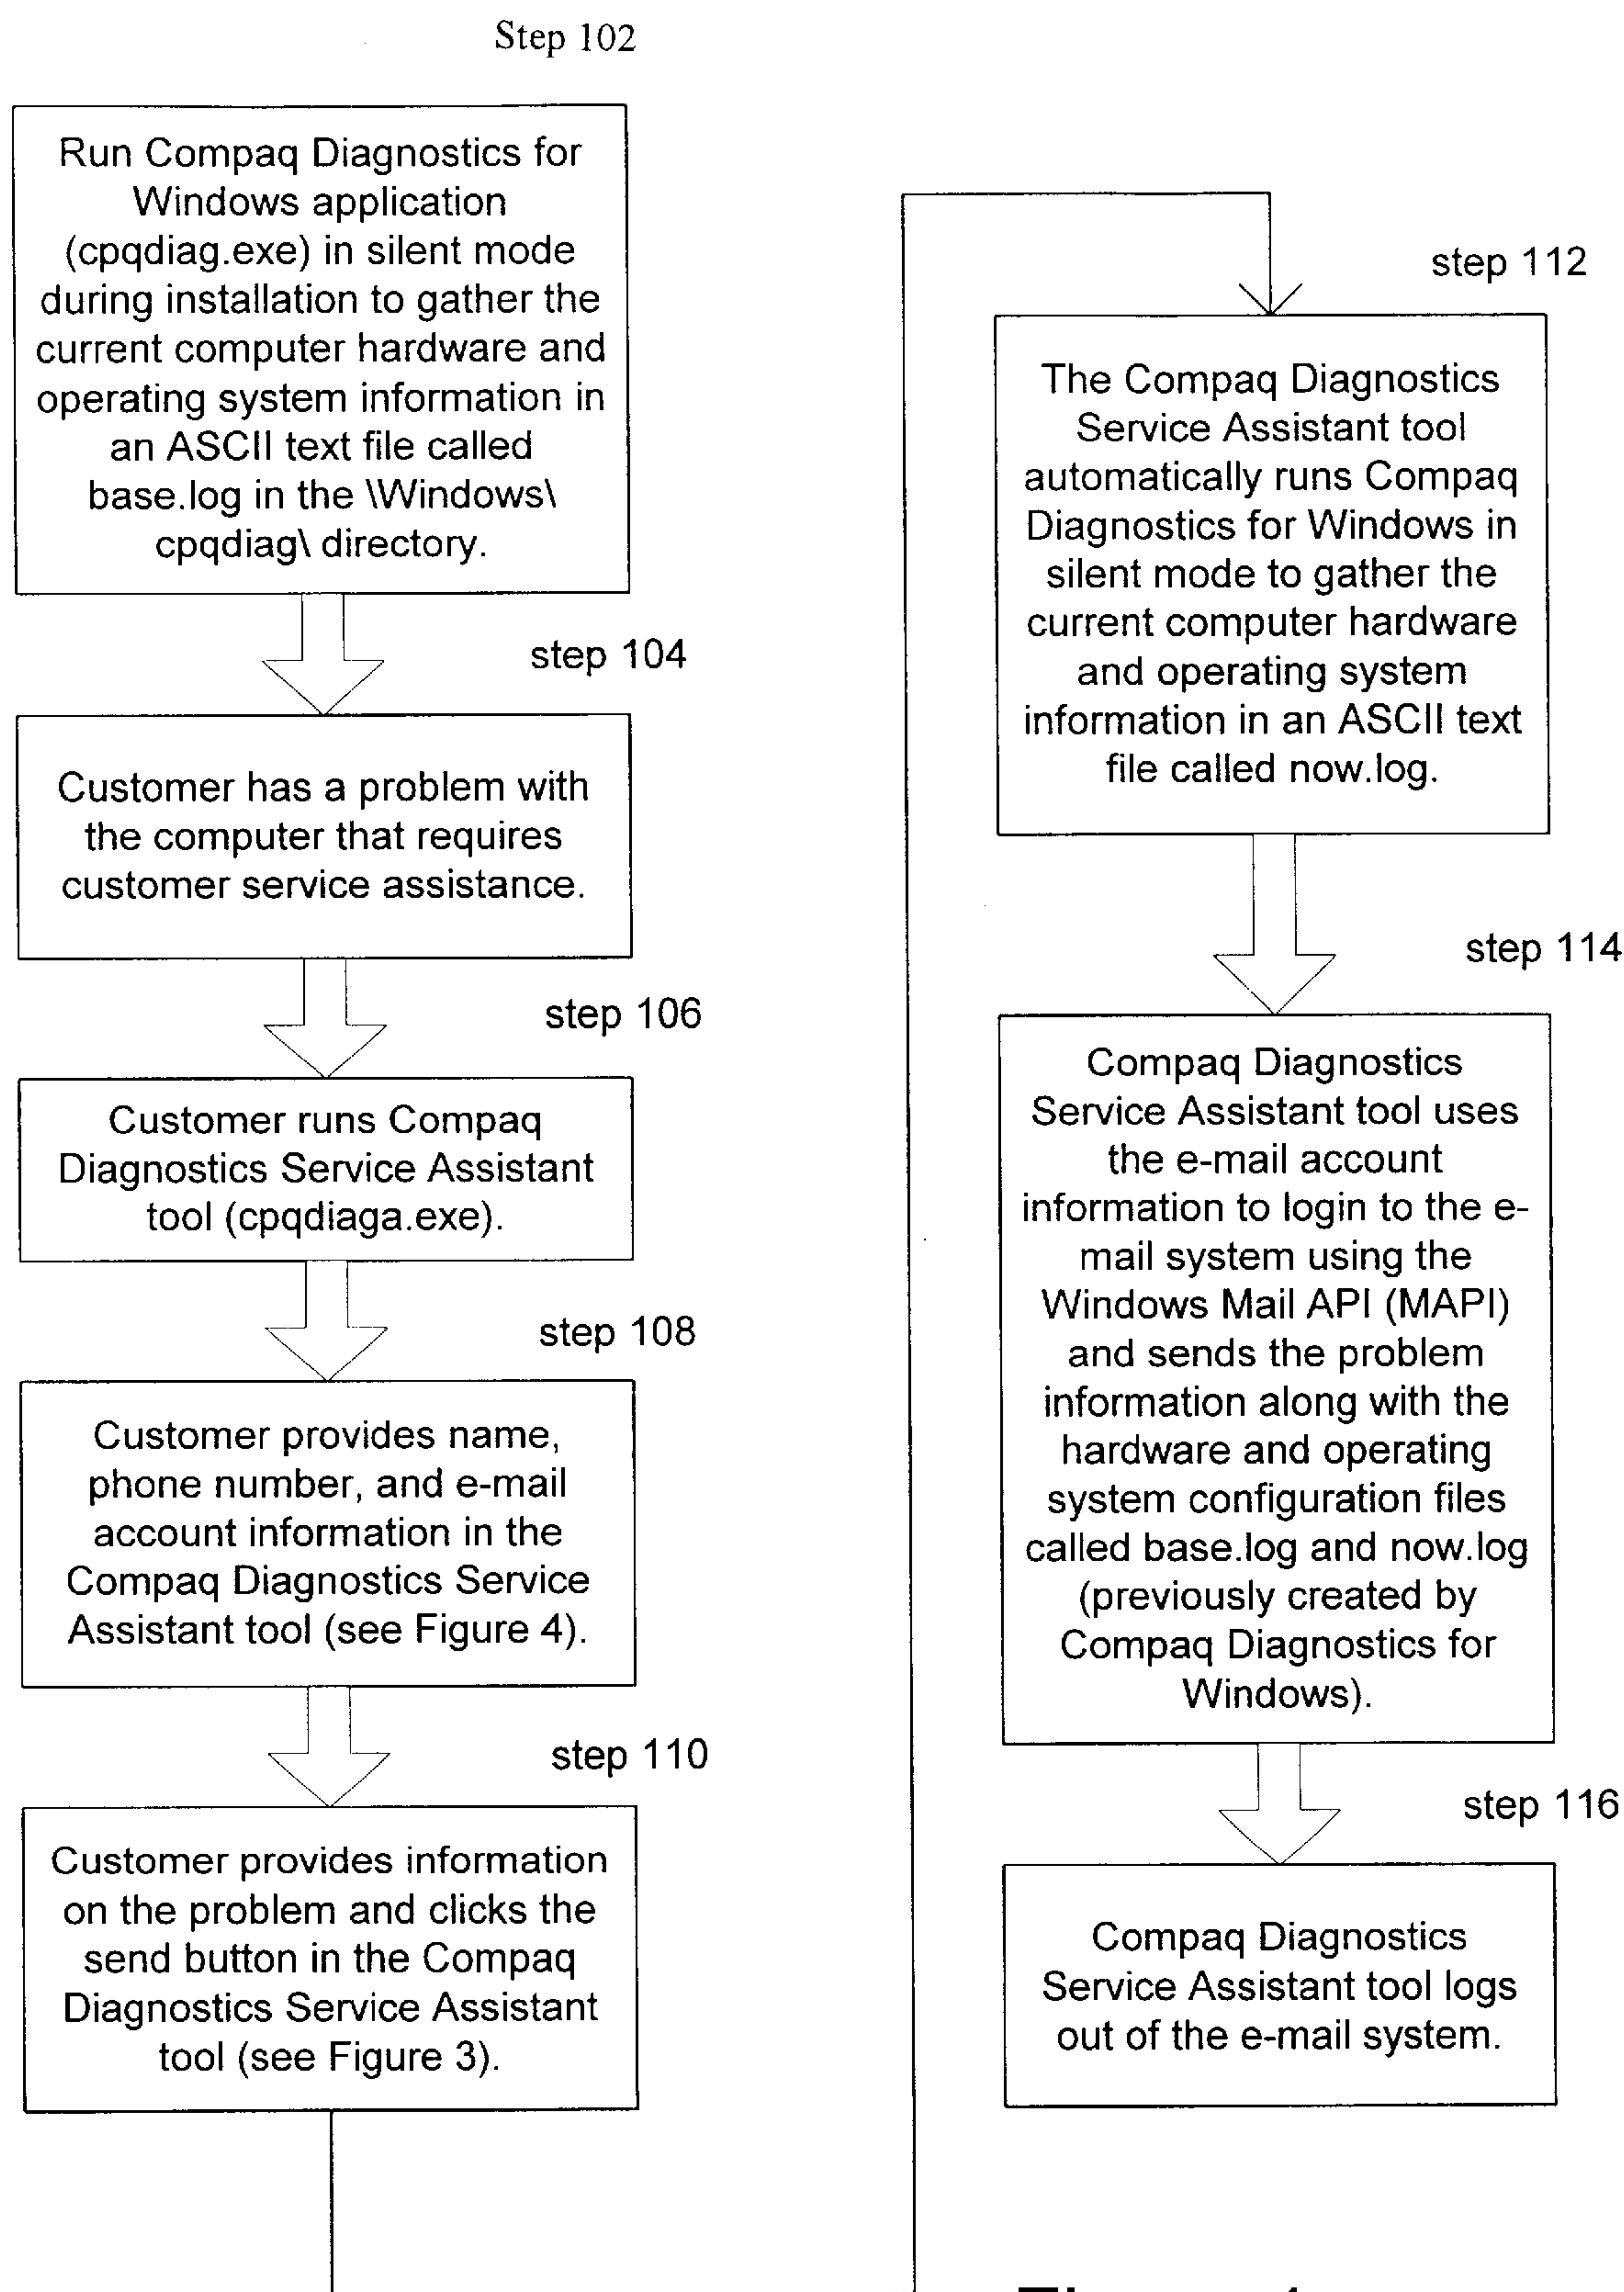 Step 102
Run Compaq Diagnostics for
Windows application
(cpqdiag.exe) in silent mode
during installation to gather the
current computer hardware and
operating system information in
an ASCII text file called
base.log in the \Windows\
cpqdiag\ directory.
step 104
Customer has a problem with
the computer that requires
customer service assistance.
step 106
Customer runs Compaq
Diagnostics Service Assistant
tool (cpqdiaga.exe).
step 108
Customer provides name,
phone number, and e-mail
account information in the
Compaq Diagnostics Service
Assistant tool (see Figure 4).
step 110
Customer provides information
on the problem and clicks the
send button in the Compaq
Diagnostics Service Assistant
tool (see Figure 3).
step 112
The Compaq Diagnostics
Service Assistant tool
automatically runs Compaq
Diagnostics for Windows in
silent mode to gather the
current computer hardware
and operating system
information in an ASCII text
file called now.log.
step 114
Compaq Diagnostics
Service Assistant tool uses
the e-mail account
information to login to the e-
mail system using the
Windows Mail API (MAPI)
and sends the problem
information along with the
hardware and operating
system configuration files
called base.log and now.log
(previously created by
Compaq Diagnostics for
Windows).
step 116
Compaq Diagnostics
Service Assistant tool logs
out of the e-mail system.